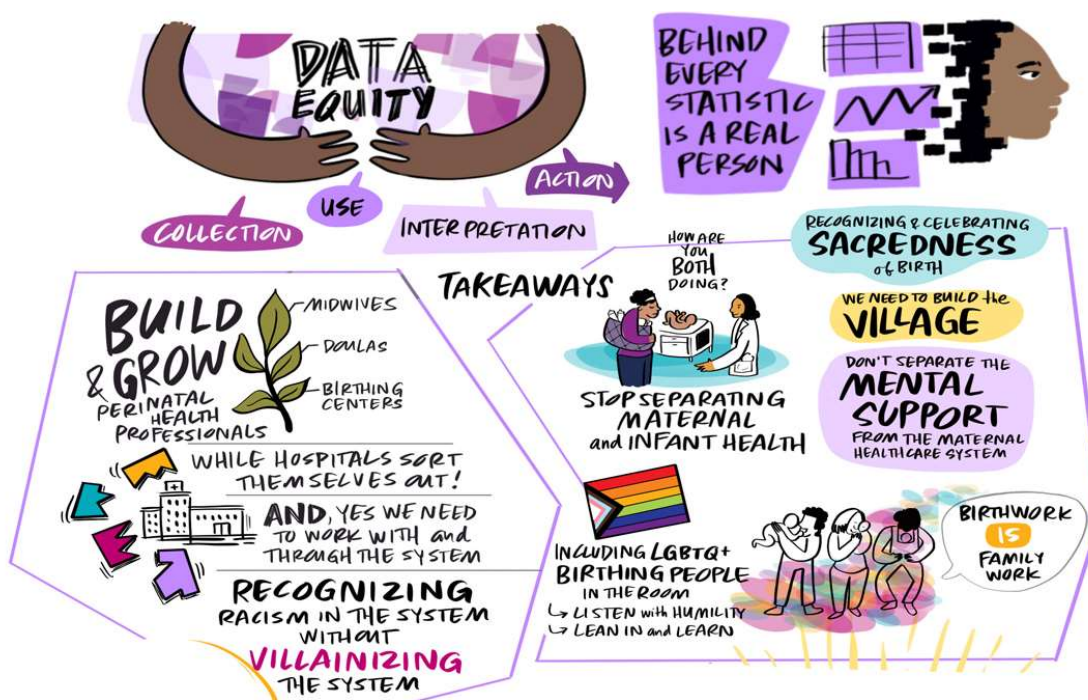 DATA
EQUITY
COLLECTION
USE
INTERPRETATION
ACTION
BEHIND
EVERY
STATISTIC
IS A REAL
PERSON
BUILD
& GROW
PERINATAL
HEALTH
PROFESSIONALS
MIDWIVES
DOULAS
BIRTHING
CENTERS
WHILE HOSPITALS SORT
THEMSELVES OUT!
AND, YES WE NEED
TO WORK WITH and
THROUGH THE SYSTEM
RECOGNIZING
RACISM IN THE SYSTEM
WITHOUT
VILLAINIZING
THE SYSTEM
TAKEAWAYS
HOW ARE
YOU
BOTH
DOING?
STOP SEPARATING
MATERNAL
and INFANT HEALTH
RECOGNIZING & CELEBRATING
SACREDNESS
of BIRTH
WE NEED TO BUILD the
VILLAGE
DON'T SEPARATE THE
MENTAL
SUPPORT
FROM THE MATERNAL
HEALTHCARE SYSTEM
INCLUDING LGBTQ+
BIRTHING PEOPLE
IN THE ROOM
↳ LISTEN with HUMILITY
↳ LEAN IN and LEARN
BIRTHWORK
IS
FAMILY
WORK